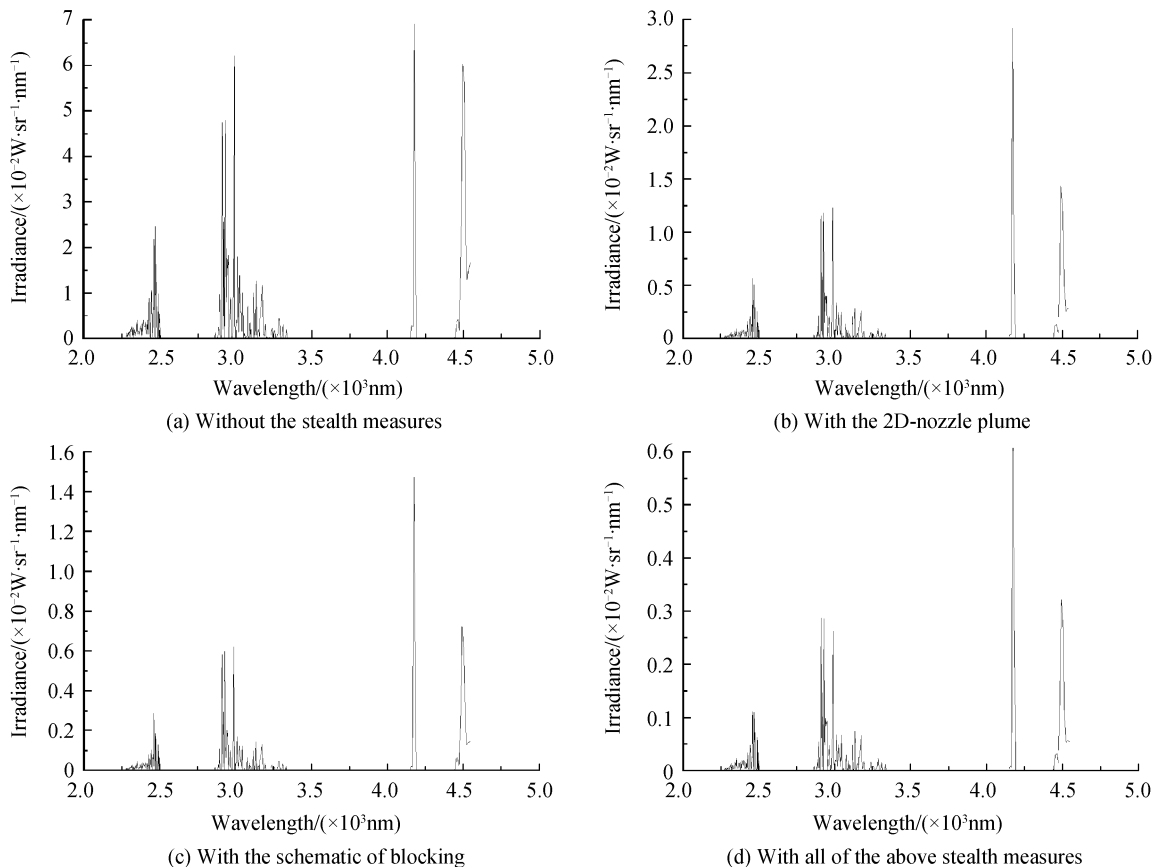 Irradiance/(×10⁻²W·sr⁻¹·nm⁻¹)
7
6
5
4
3
2
1
0
2.0 2.5 3.0 3.5 4.0 4.5 5.0
Wavelength/(×10³nm)
(a) Without the stealth measures
Irradiance/(×10⁻²W·sr⁻¹·nm⁻¹)
3.0
2.5
2.0
1.5
1.0
0.5
0
2.0 2.5 3.0 3.5 4.0 4.5 5.0
Wavelength/(×10³nm)
(b) With the 2D-nozzle plume
Irradiance/(×10⁻²W·sr⁻¹·nm⁻¹)
1.6
1.4
1.2
1.0
0.8
0.6
0.4
0.2
0
2.0 2.5 3.0 3.5 4.0 4.5 5.0
Wavelength/(×10³nm)
(c) With the schematic of blocking
Irradiance/(×10⁻²W·sr⁻¹·nm⁻¹)
0.6
0.5
0.4
0.3
0.2
0.1
0
2.0 2.5 3.0 3.5 4.0 4.5 5.0
Wavelength/(×10³nm)
(d) With all of the above stealth measures